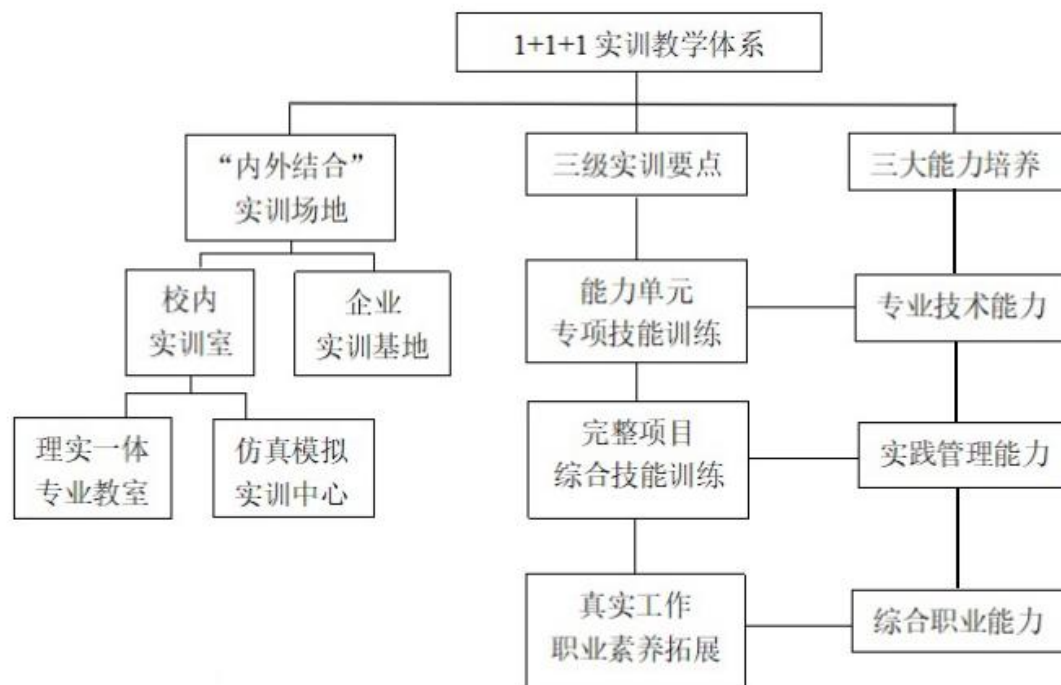 1+1+1 实训教学体系
“内外结合”
实训场地
三级实训要点
三大能力培养
校内
实训室
企业
实训基地
能力单元
专项技能训练
专业技术能力
理实一体
专业教室
仿真模拟
实训中心
完整项目
综合技能训练
实践管理能力
真实工作
职业素养拓展
综合职业能力